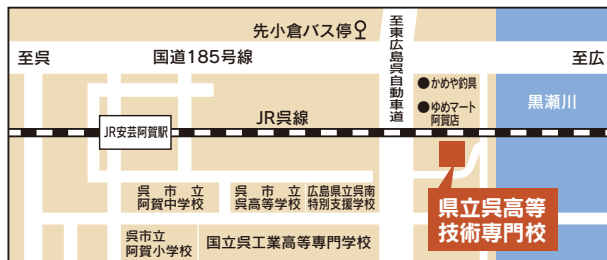 先小倉バス停
至呉
国道185号線
至東広島呉自動車道
至広
かめや釣具
ゆめマート
阿賀店
黒瀬川
JR呉線
JR安芸阿賀駅
呉市立
阿賀中学校
呉市立
呉高等学校
広島県立呉南
特別支援学校
県立呉高等
技術専門校
呉市立
阿賀小学校
国立呉工業高等専門学校